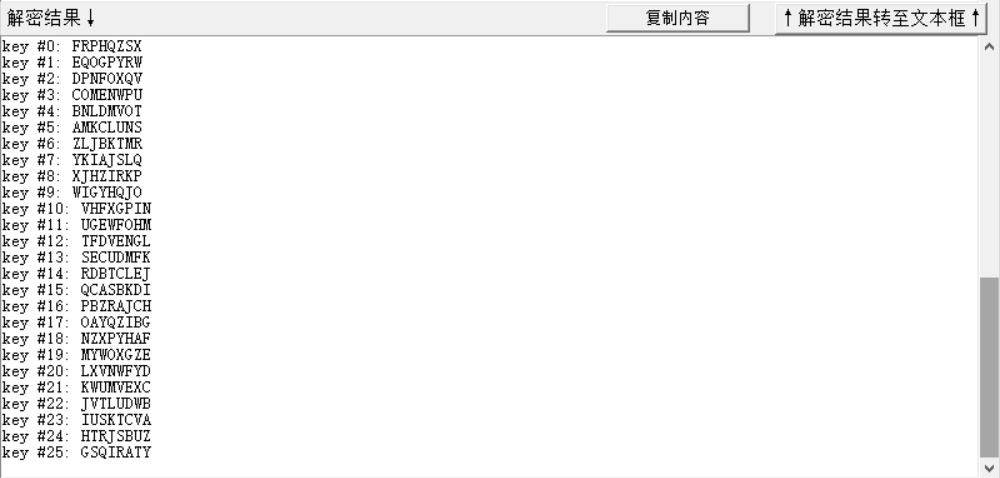 解密结果↓ 复制内容 ↑解密结果转至文本框↑
key #0: FRPHQZSX
key #1: EQOGPYRW
key #2: DPNFOXQV
key #3: COMENWPU
key #4: BNLDMVOT
key #5: AMKCLUNS
key #6: ZLJBKTMR
key #7: YKIAJSLQ
key #8: XJHZIRKP
key #9: WIGYHQJO
key #10: VHFXGPIN
key #11: UGEWFOHM
key #12: TFDVENGL
key #13: SECUDMFK
key #14: RDBTCLEJ
key #15: QCASBKDI
key #16: PBZRAJCH
key #17: OAYQZIBG
key #18: NZXPYHAF
key #19: MYWOXGZE
key #20: LXVNWFYD
key #21: KWUMVEXC
key #22: JVTLUDWB
key #23: IUSKTCVA
key #24: HTRJSBUZ
key #25: GSQIRATY